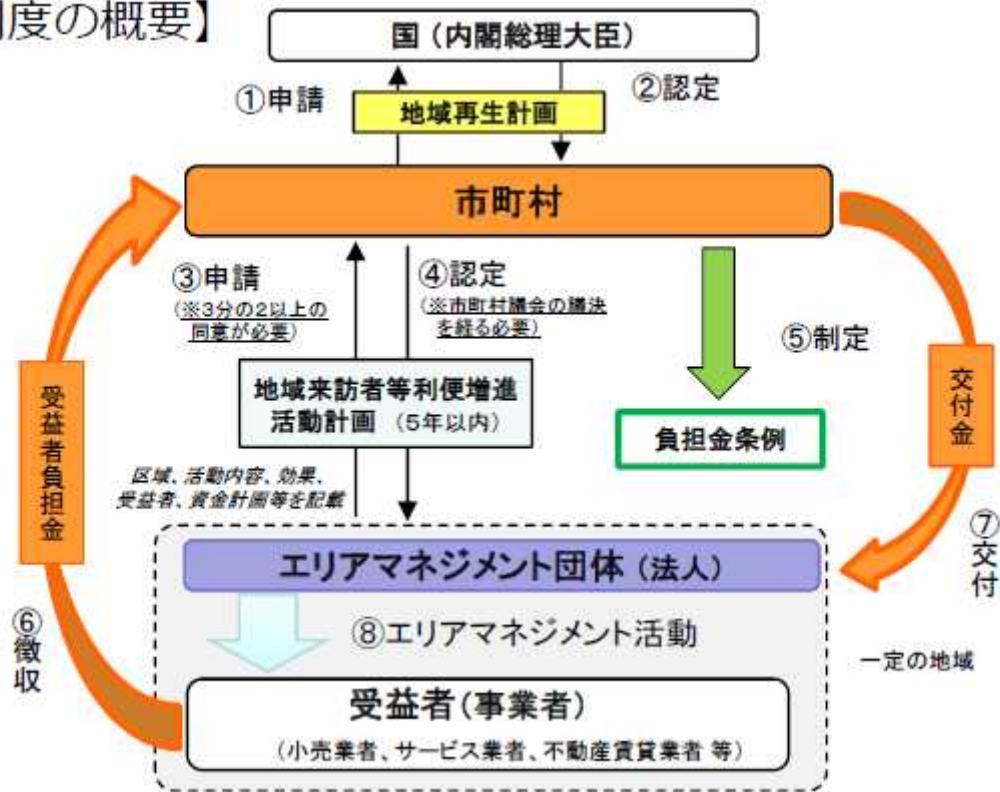 度の概要】
国（内閣総理大臣）
①申請
②認定
地域再生計画
市町村
③申請
（※3分の2以上の
同意が必要）
④認定
（※市町村議会の議決
を経る必要）
⑤制定
地域来訪者等利便増進
活動計画（5年以内）
負担金条例
受益者負担金
交付金
区域、活動内容、効果、
受益者、資金計画等を記載
エリアマネジメント団体（法人）
⑦交付
⑥徴収
⑧エリアマネジメント活動
一定の地域
受益者（事業者）
（小売業者、サービス業者、不動産賃貸業者 等）